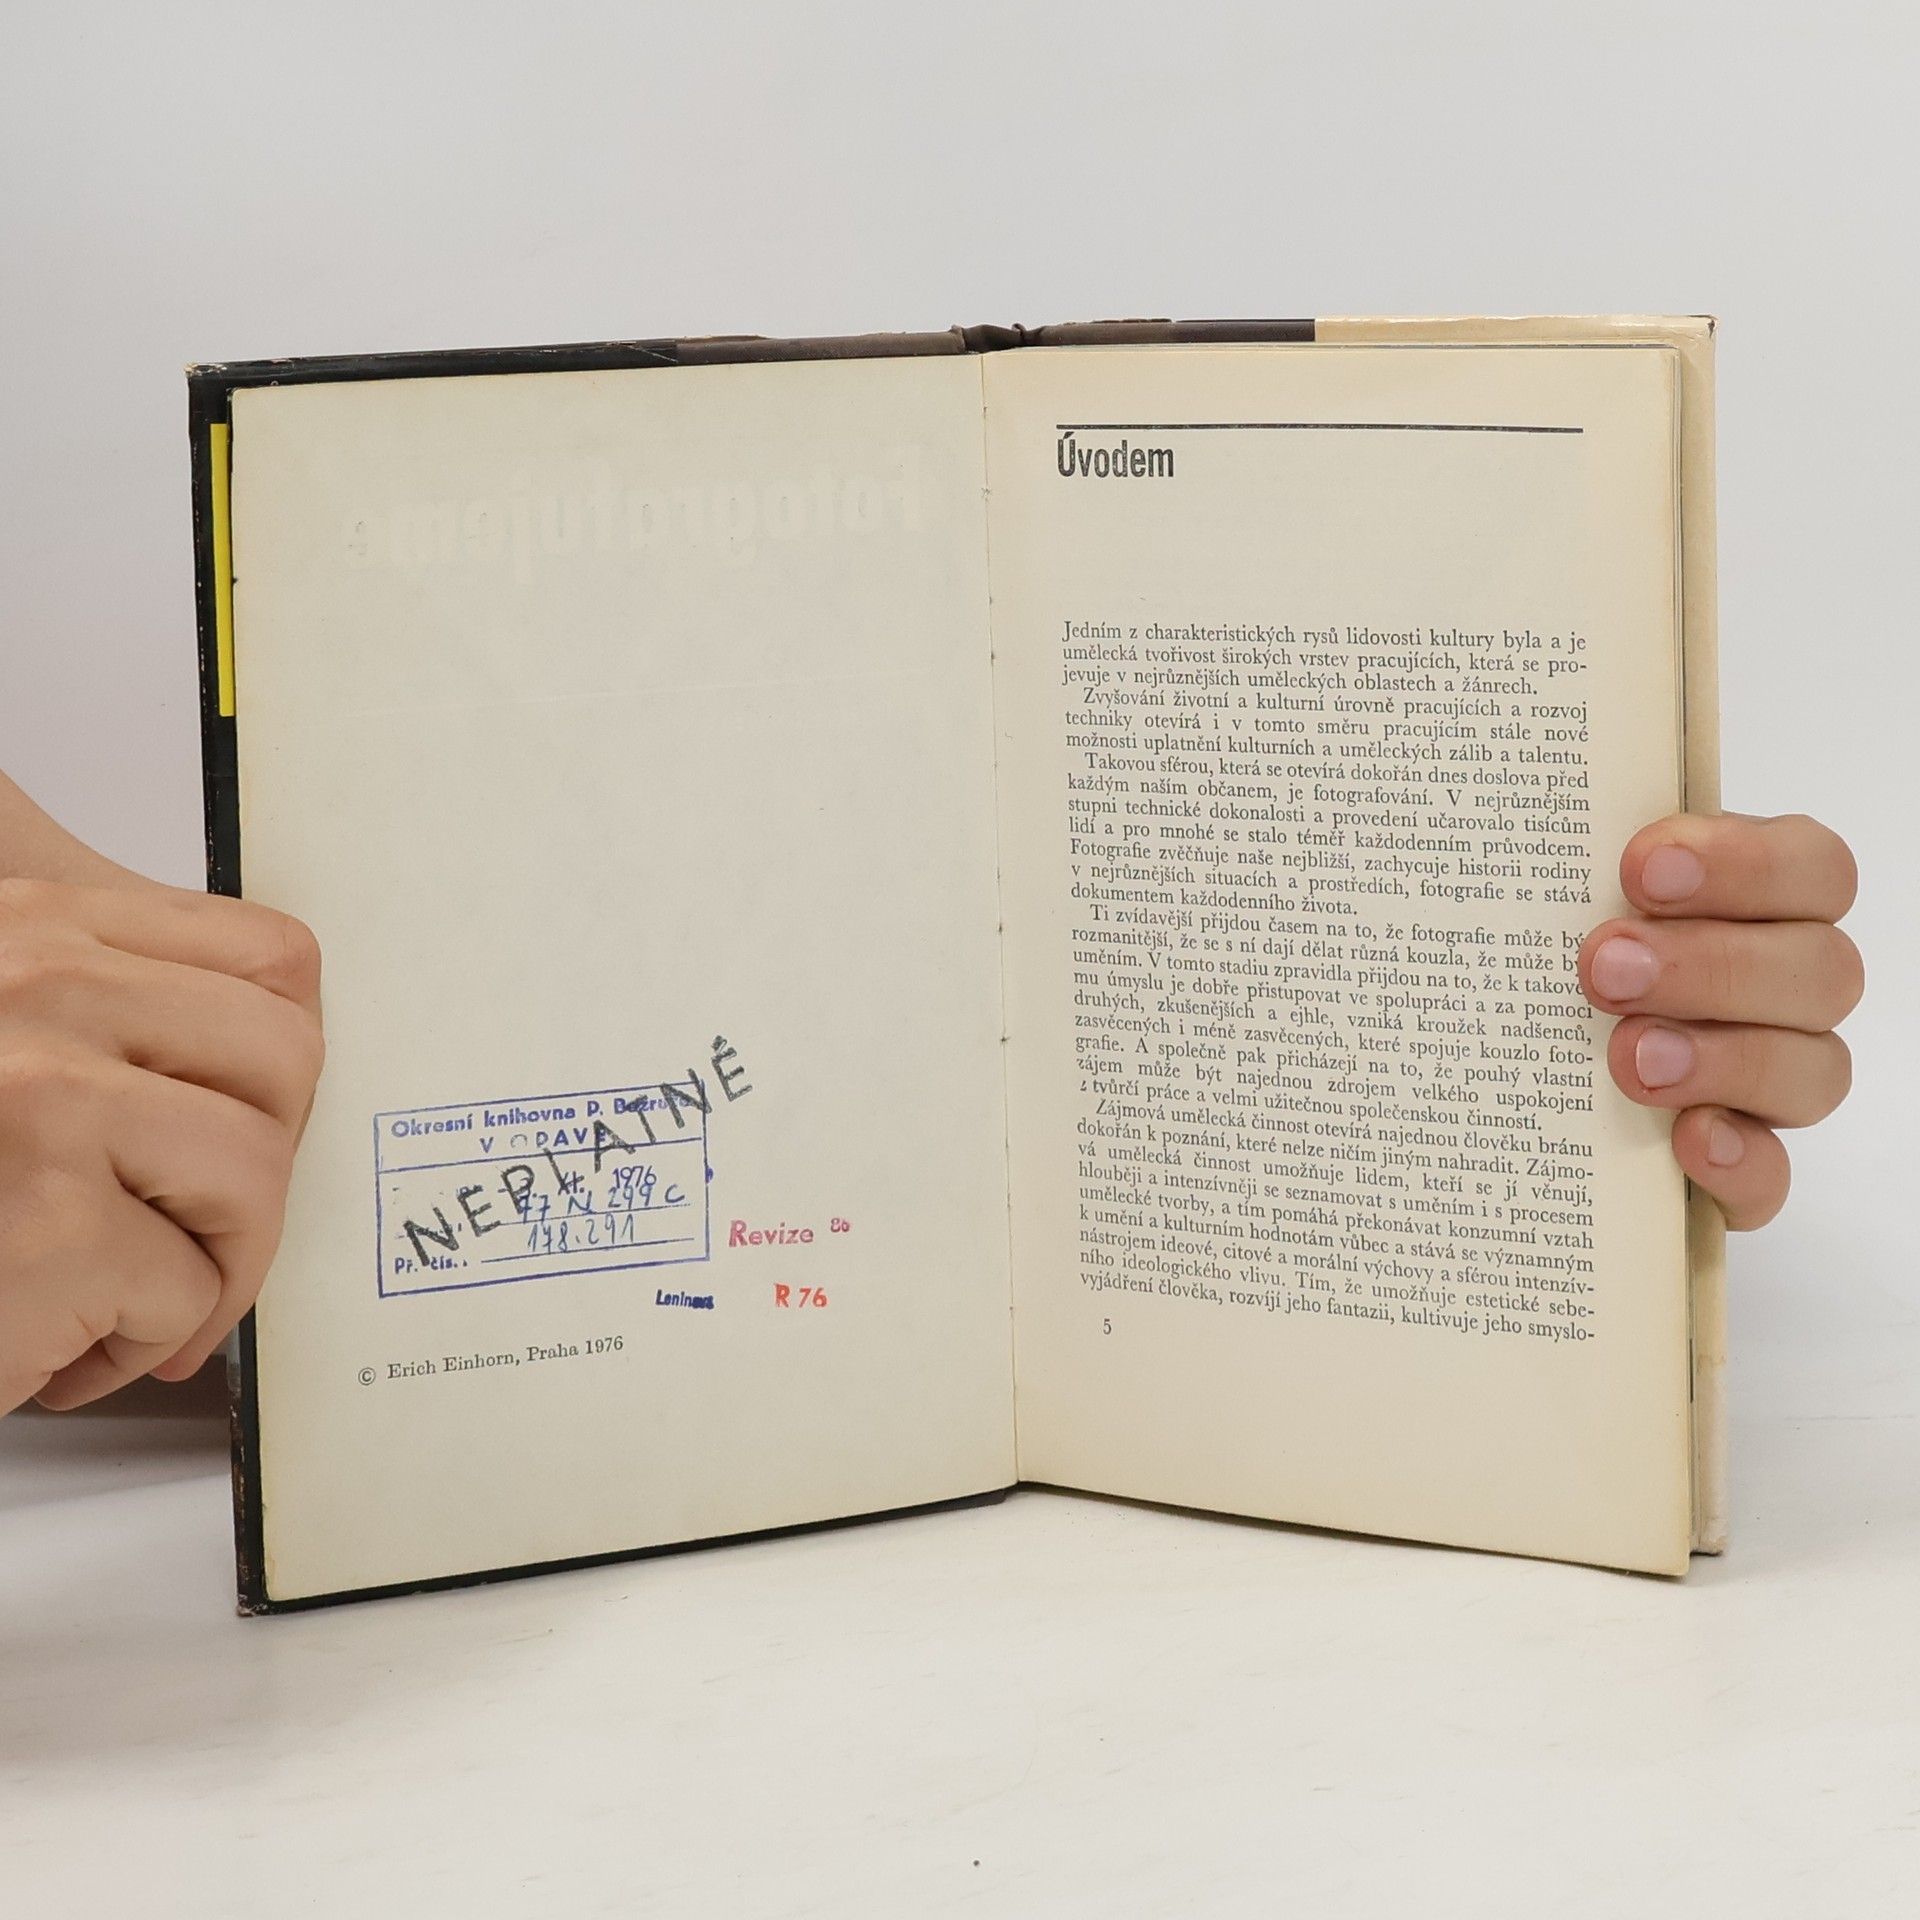 Okresní knihovna P. Bezruče
V OPAVĚ
1976
77 N 299 C
Př. čís.: 178.291
NEPLATNÉ
Revize 86
Leninova
R 76
© Erich Einhorn, Praha 1976
Úvodem
Jedním z charakteristických rysů lidovosti kultury byla a je
umělecká tvořivost širokých vrstev pracujících, která se pro-
jevuje v nejrůznějších uměleckých oblastech a žánrech.
Zvyšování životní a kulturní úrovně pracujících a rozvoj
techniky otevírá i v tomto směru pracujícím stále nové
možnosti uplatnění kulturních a uměleckých zálib a talentu.
Takovou sférou, která se otevírá dokořán dnes doslova před
každým naším občanem, je fotografování. V nejrůznějším
stupni technické dokonalosti a provedení učarovalo tisícům
lidí a pro mnohé se stalo téměř každodenním průvodcem.
Fotografie zvěčňuje naše nejbližší, zachycuje historii rodiny
v nejrůznějších situacích a prostředích, fotografie se stává
dokumentem každodenního života.
Ti zvídavější přijdou časem na to, že fotografie může bý
rozmanitější, že se s ní dají dělat různá kouzla, že může bý
uměním. V tomto stadiu zpravidla přijdou na to, že k takové-
mu úmyslu je dobře přistupovat ve spolupráci a za pomoci
druhých, zkušenějších a ejhle, vzniká kroužek nadšenců,
zasvěcených i méně zasvěcených, které spojuje kouzlo foto-
grafie. A společně pak přicházejí na to, že pouhý vlastní
zájem může být najednou zdrojem velkého uspokojení
z tvůrčí práce a velmi užitečnou společenskou činností.
Zájmová umělecká činnost otevírá najednou člověku bránu
dokořán k poznání, které nelze ničím jiným nahradit. Zájmo-
vá umělecká činnost umožňuje lidem, kteří se jí věnují,
hlouběji a intenzívněji se seznamovat s uměním i s procesem
umělecké tvorby, a tím pomáhá překonávat konzumní vztah
k umění a kulturním hodnotám vůbec a stává se významným
nástrojem ideové, citové a morální výchovy a sférou intenzív-
ního ideologického vlivu. Tím, že umožňuje estetické sebe-
vyjádření člověka, rozvíjí jeho fantazii, kultivuje jeho smyslo-
5